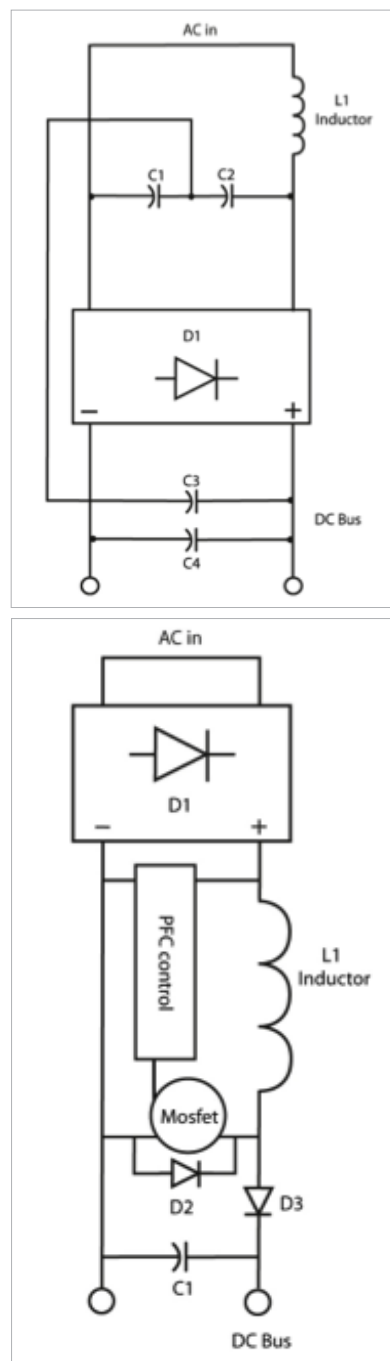 AC in
L1
Inductor
C1
C2
D1
−
+
C3
DC Bus
C4
AC in
D1
−
+
PFC control
L1
Inductor
Mosfet
D2
D3
C1
DC Bus